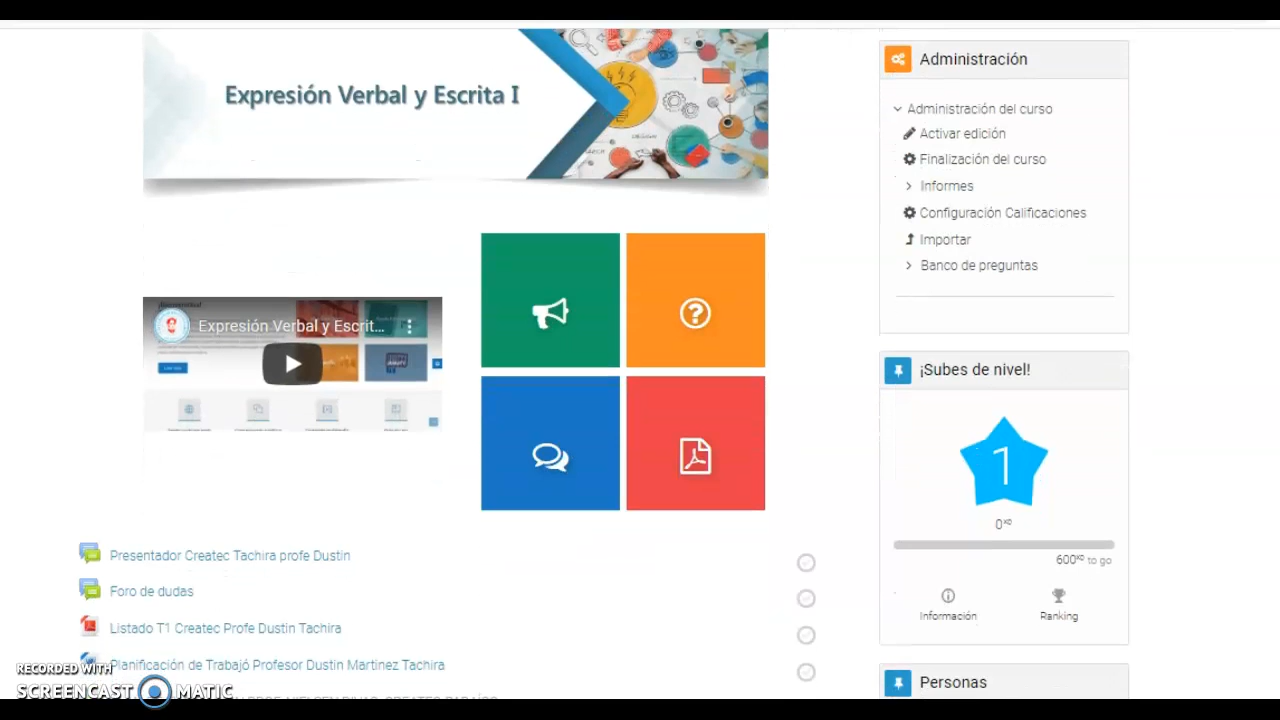 Expresión Verbal y Escrita I
Expresión Verbal y Escrit...
Presentador Createc Tachira profe Dustin
Foro de dudas
Listado T1 Createc Profe Dustin Tachira
Planificación de Trabajó Profesor Dustin Martinez Tachira
Administración
Administración del curso
Activar edición
Finalización del curso
Informes
Configuración Calificaciones
Importar
Banco de preguntas
¡Subes de nivel!
1
0XP
600XP to go
Información
Ranking
Personas
RECORDED WITH
SCREENCAST MATIC